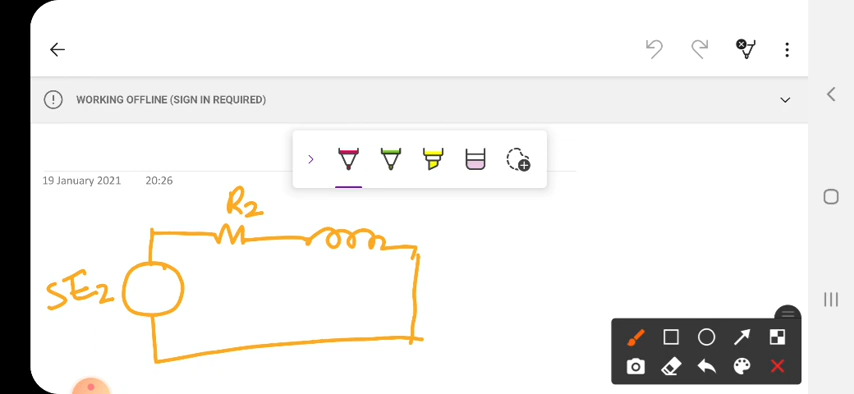 WORKING OFFLINE (SIGN IN REQUIRED)
19 January 2021 20:26
R2
SE2